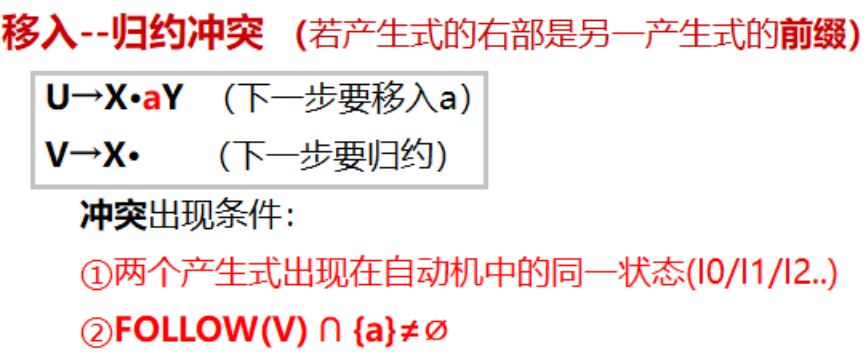 移入--归约冲突 （若产生式的右部是另一产生式的前缀）
U→X•aY （下一步要移入a）
V→X• （下一步要归约）
冲突出现条件：
①两个产生式出现在自动机中的同一状态(I0/I1/I2..)
②FOLLOW(V) ∩ {a}≠∅